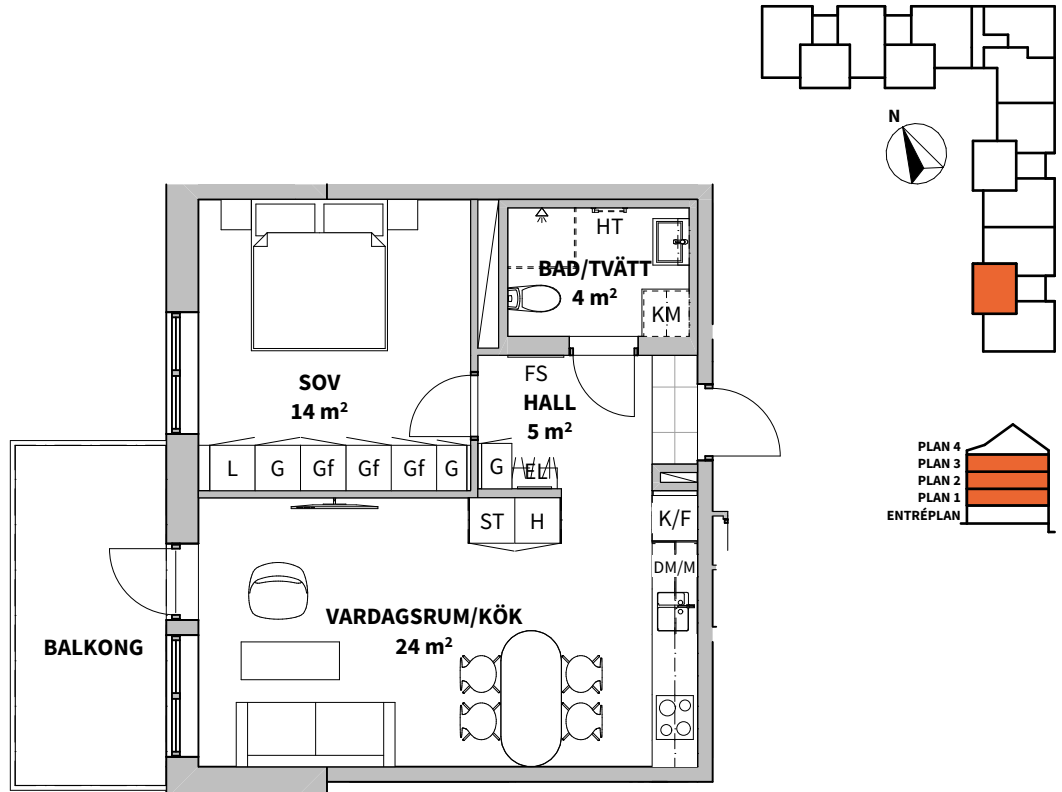 N
HT
BAD/TVÄTT
4 m²
KM
SOV
14 m²
FS
HALL
5 m²
L G Gf Gf Gf G
G EL
ST H
K/F
DM/M
VARDAGSRUM/KÖK
24 m²
BALKONG
PLAN 4
PLAN 3
PLAN 2
PLAN 1
ENTRÉPLAN